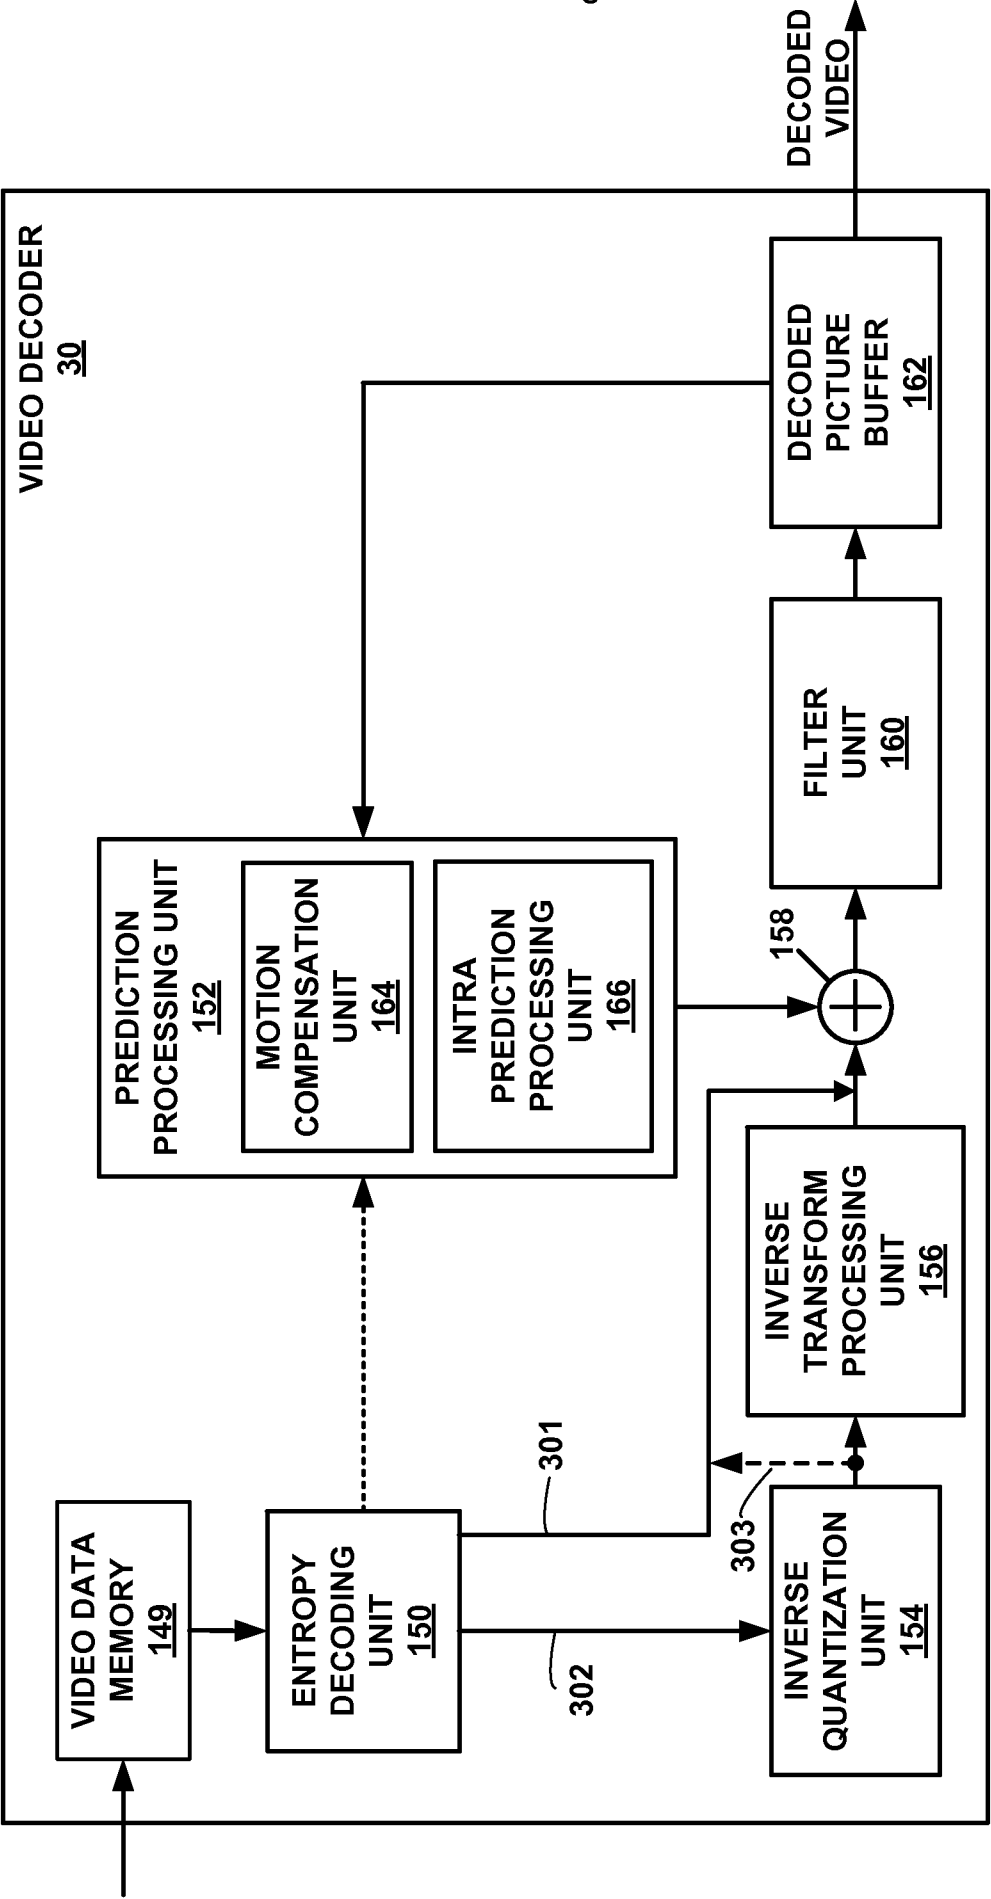 VIDEO DECODER
30
VIDEO DATA
MEMORY
149
ENTROPY
DECODING
UNIT
150
PREDICTION
PROCESSING UNIT
152
MOTION
COMPENSATION
UNIT
164
INTRA
PREDICTION
PROCESSING
UNIT
166
301
302
303
INVERSE
QUANTIZATION
UNIT
154
INVERSE
TRANSFORM
PROCESSING
UNIT
156
158
FILTER
UNIT
160
DECODED
PICTURE
BUFFER
162
DECODED
VIDEO